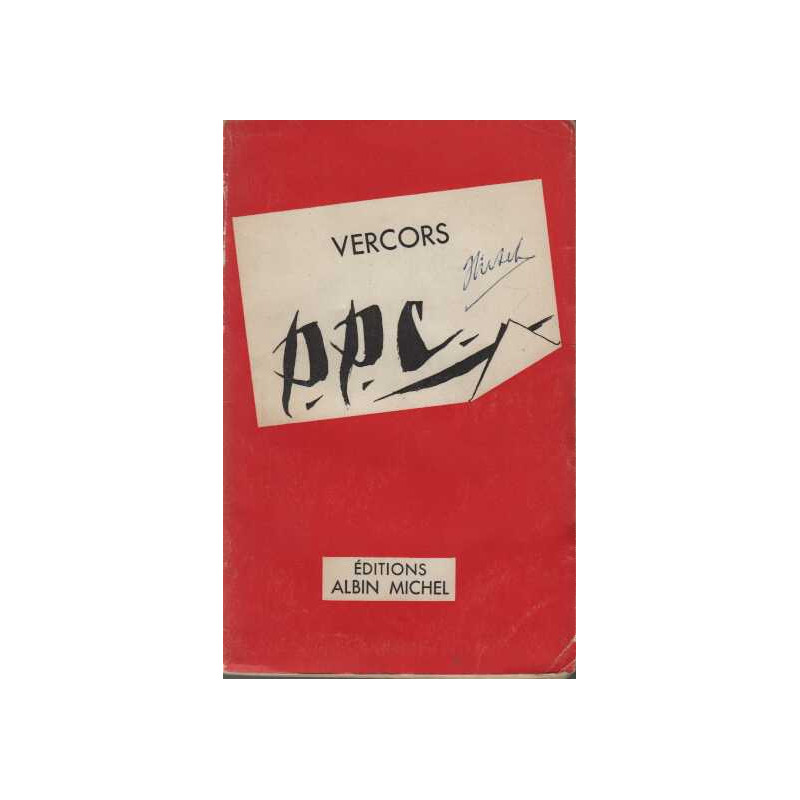 VERCORS
P.P.C.
ÉDITIONS
ALBIN MICHEL